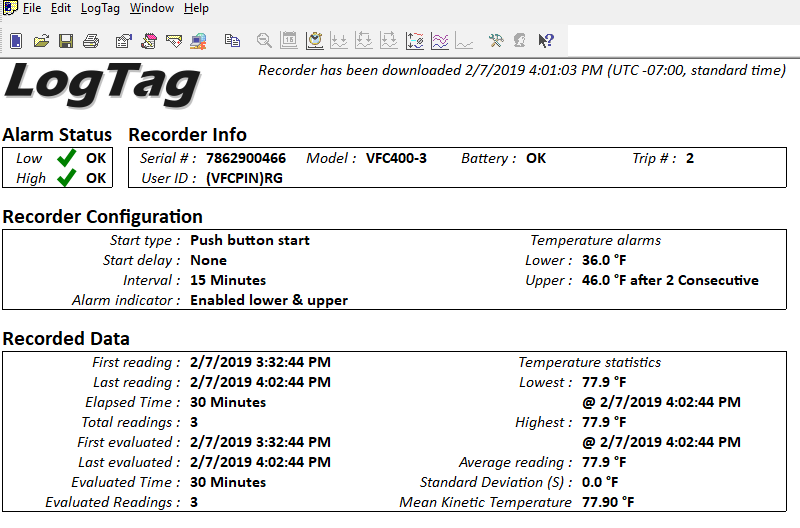 File Edit LogTag Window Help
18
LogTag
Recorder has been downloaded 2/7/2019 4:01:03 PM (UTC -07:00, standard time)
Alarm Status Recorder Info
Low OK Serial # : 7862900466 Model : VFC400-3 Battery : OK Trip # : 2
High OK User ID : (VFCPIN)RG
Recorder Configuration
Start type : Push button start Temperature alarms
Start delay : None Lower : 36.0 °F
Interval : 15 Minutes Upper : 46.0 °F after 2 Consecutive
Alarm indicator : Enabled lower & upper
Recorded Data
First reading : 2/7/2019 3:32:44 PM Temperature statistics
Last reading : 2/7/2019 4:02:44 PM Lowest : 77.9 °F
Elapsed Time : 30 Minutes @ 2/7/2019 4:02:44 PM
Total readings : 3 Highest : 77.9 °F
First evaluated : 2/7/2019 3:32:44 PM @ 2/7/2019 4:02:44 PM
Last evaluated : 2/7/2019 4:02:44 PM Average reading : 77.9 °F
Evaluated Time : 30 Minutes Standard Deviation (S) : 0.0 °F
Evaluated Readings : 3 Mean Kinetic Temperature 77.90 °F